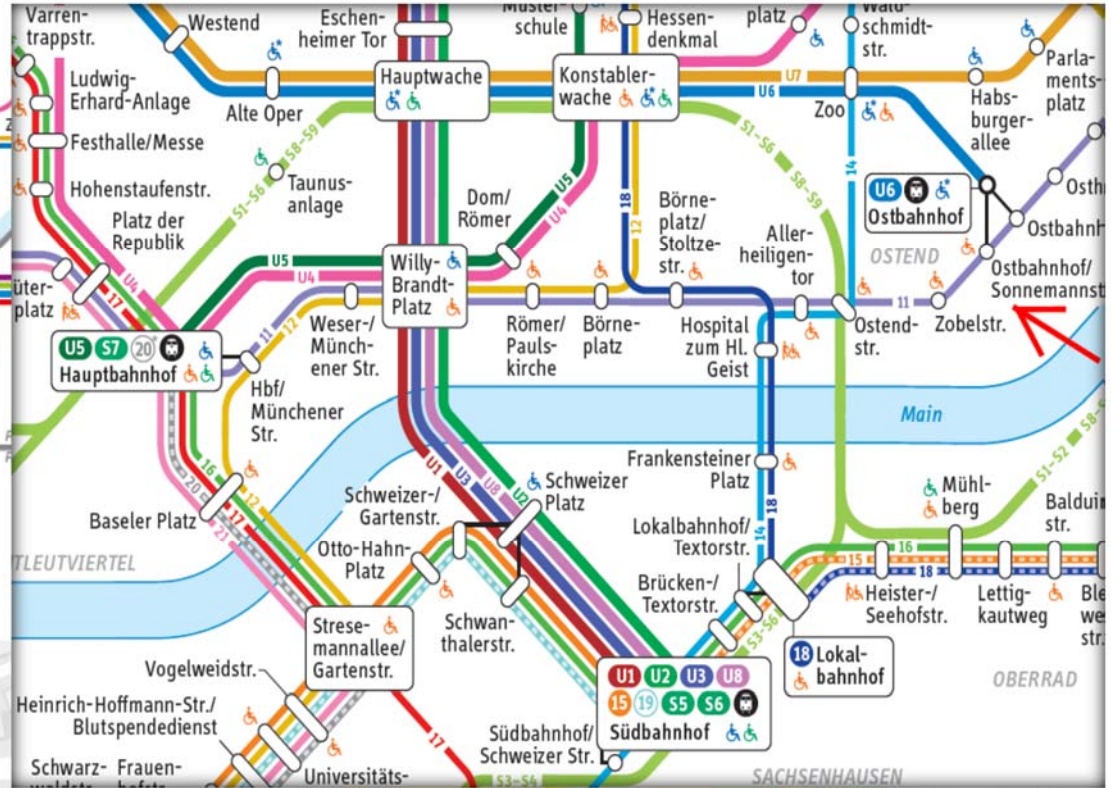 Varren-
trappstr.
Westend
Eschen-
heimer Tor
schule
Hessen-
denkmal
platz
schmidt-
str.
Parla-
ments-
platz
Ludwig-
Erhard-Anlage
Alte Oper
Hauptwache
Konstabler-
wache
U7
U6
Zoo
Habs-
burger-
allee
Festhalle/Messe
S8-S9
S1-S6
Taunus-
anlage
S1-S6
S8-S9
14
Hohenstaufenstr.
Platz der
Republik
Dom/
Römer
U5
U4
18
12
Börne-
platz/
Stoltze-
str.
Aller-
heiligen-
tor
U6
Ostbahnhof
OSTEND
Ostbahnh
Ostbahnhof/
Sonnemannst
U4
17
U5
U4
Willy-
Brandt-
Platz
platz
11
12
Weser-/
Münch-
ener Str.
Römer/
Pauls-
kirche
Börne-
platz
Hospital
zum Hl.
Geist
Ostend-
str.
11
Zobelstr.
U5 S7 20
Hauptbahnhof
Hbf/
Münchener
Str.
Main
S1-S2
U1
U3
U8
U2
Schweizer
Platz
Frankensteiner
Platz
18
14
Mühl-
berg
16
12
17
20
21
Baseler Platz
Schweizer-/
Gartenstr.
Otto-Hahn-
Platz
Lokalbahnhof/
Textorstr.
Brücken-/
Textorstr.
16
15
18
Heister-/
Seehofstr.
Lettig-
kautweg
str.
Schwan-
thalerstr.
S3-S6
Strese-
mannallee/
Gartenstr.
18 Lokal-
bahnhof
OBERRAD
Vogelweidstr.
U1 U2 U3 U8
15 19 S5 S6
Südbahnhof
Heinrich-Hoffmann-Str./
Blutspendedienst
17
Südbahnhof/
Schweizer Str.
Schwarz-
Frauen-
Universitäts-
S3-S4
SACHSENHAUSEN